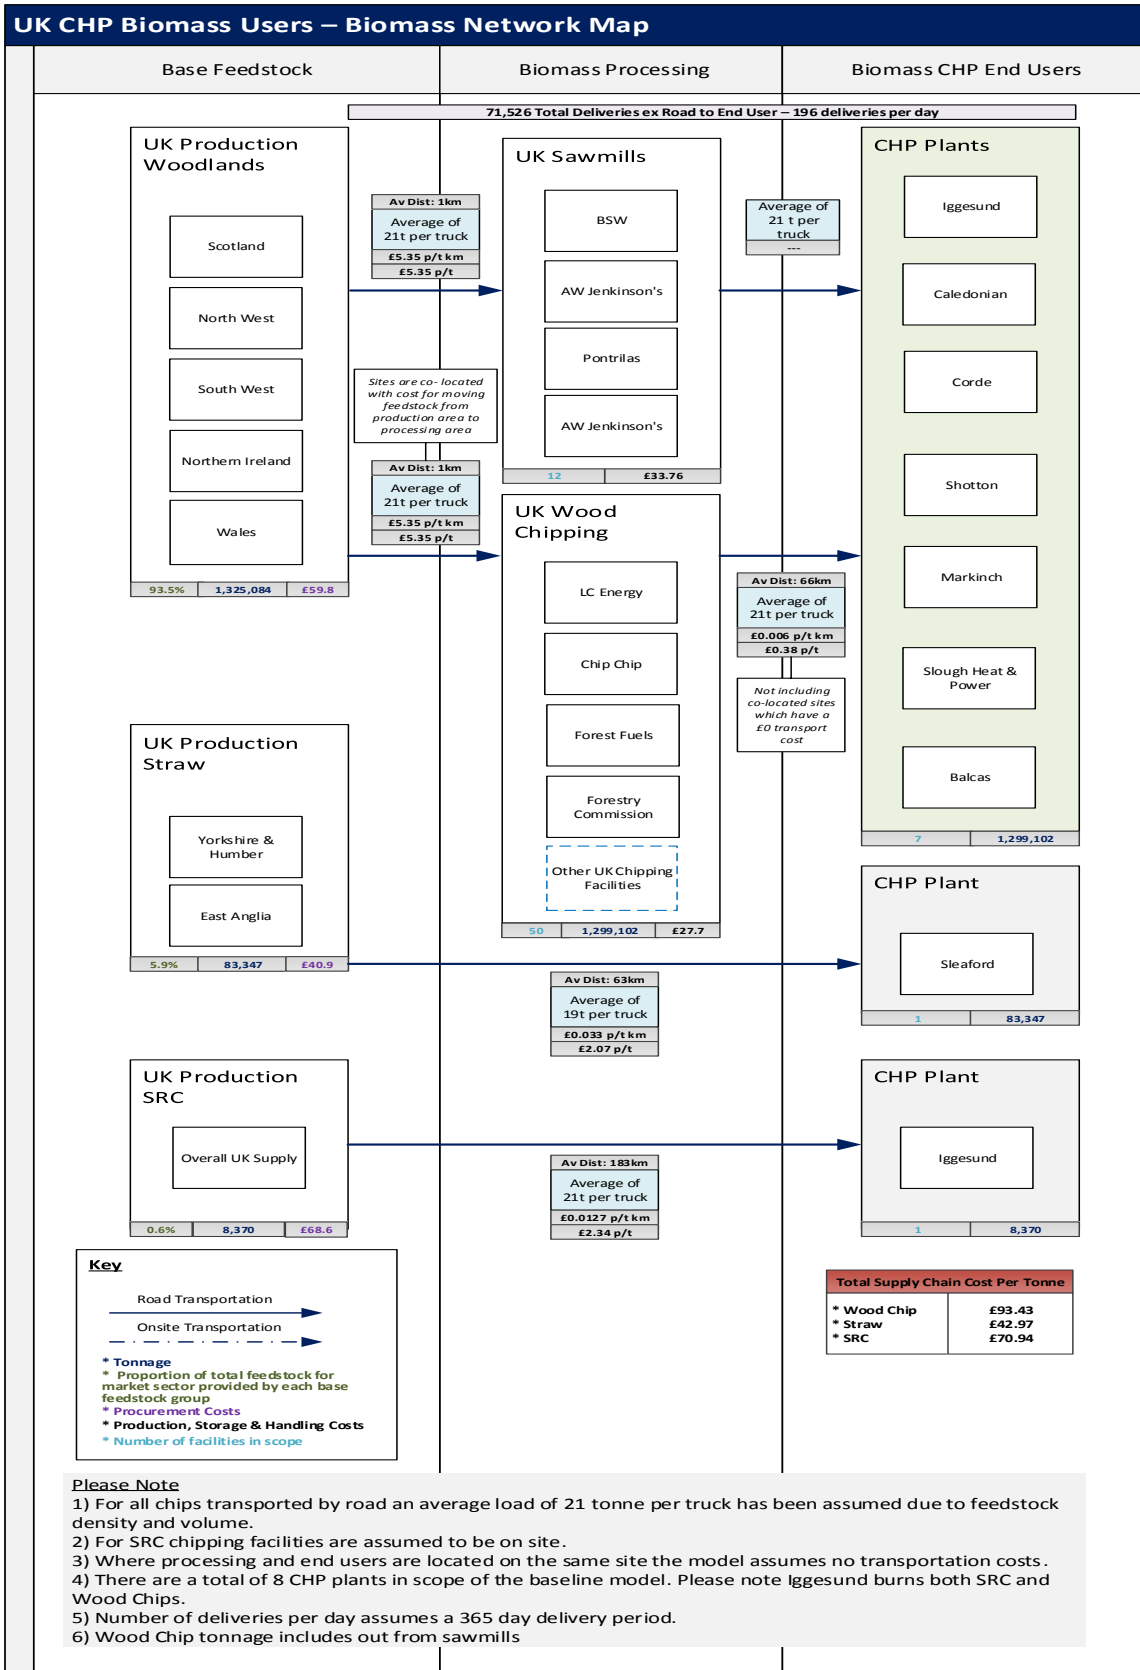 UK CHP Biomass Users – Biomass Network Map
Base Feedstock
Biomass Processing
Biomass CHP End Users
71,526 Total Deliveries ex Road to End User – 196 deliveries per day
UK Production
Woodlands
Scotland
North West
South West
Northern Ireland
Wales
93.5%
1,325,084
£59.8
Av Dist: 1km
Average of
21t per truck
£5.35 p/t km
£5.35 p/t
Sites are co- located
with cost for moving
feedstock from
production area to
processing area
Av Dist: 1km
Average of
21t per truck
£5.35 p/t km
£5.35 p/t
UK Sawmills
BSW
AW Jenkinson's
Pontrilas
AW Jenkinson's
12
£33.76
UK Wood
Chipping
LC Energy
Chip Chip
Forest Fuels
Forestry
Commission
Other UK Chipping
Facilities
50
1,299,102
£27.7
Average of
21 t per
truck
---
Av Dist: 66km
Average of
21t per truck
£0.006 p/t km
£0.38 p/t
Not including
co-located sites
which have a
£0 transport
cost
CHP Plants
Iggesund
Caledonian
Corde
Shotton
Markinch
Slough Heat &
Power
Balcas
7
1,299,102
UK Production
Straw
Yorkshire &
Humber
East Anglia
5.9%
83,347
£40.9
Av Dist: 63km
Average of
19t per truck
£0.033 p/t km
£2.07 p/t
CHP Plant
Sleaford
1
83,347
UK Production
SRC
Overall UK Supply
0.6%
8,370
£68.6
Av Dist: 183km
Average of
21t per truck
£0.0127 p/t km
£2.34 p/t
CHP Plant
Iggesund
1
8,370
Key
Road Transportation
Onsite Transportation
* Tonnage
* Proportion of total feedstock for
market sector provided by each base
feedstock group
* Procurement Costs
* Production, Storage & Handling Costs
* Number of facilities in scope
Total Supply Chain Cost Per Tonne
* Wood Chip £93.43
* Straw £42.97
* SRC £70.94
Please Note
1) For all chips transported by road an average load of 21 tonne per truck has been assumed due to feedstock
density and volume.
2) For SRC chipping facilities are assumed to be on site.
3) Where processing and end users are located on the same site the model assumes no transportation costs.
4) There are a total of 8 CHP plants in scope of the baseline model. Please note Iggesund burns both SRC and
Wood Chips.
5) Number of deliveries per day assumes a 365 day delivery period.
6) Wood Chip tonnage includes out from sawmills